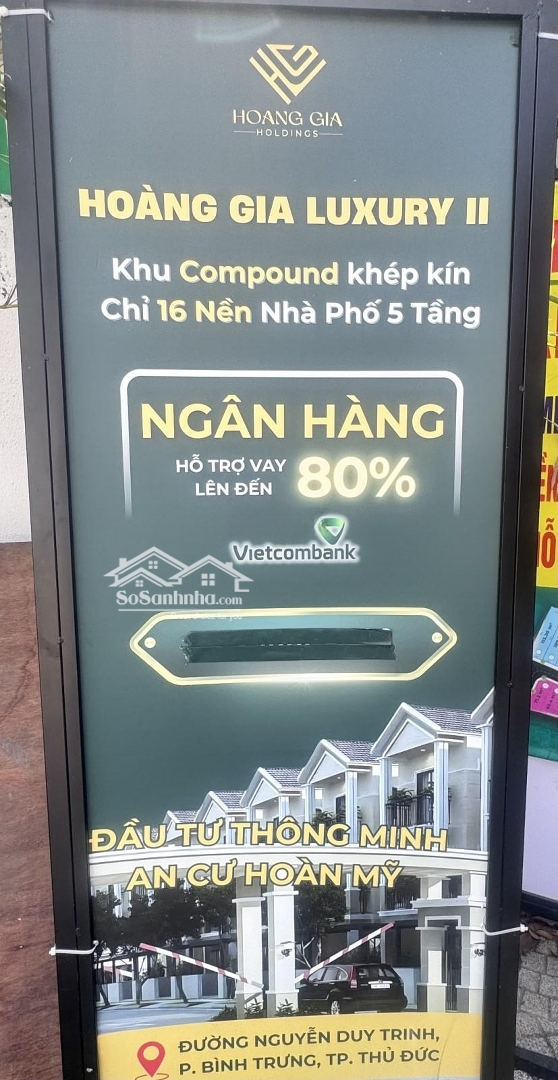 HOANG GIA
HOLDINGS
HOÀNG GIA LUXURY II
Khu Compound khép kín
Chỉ 16 Nền Nhà Phố 5 Tầng
NGÂN HÀNG
HỖ TRỢ VAY
LÊN ĐẾN 80%
Vietcombank
SoSanhnha.com
ĐẦU TƯ THÔNG MINH
AN CƯ HOÀN MỸ
ĐƯỜNG NGUYỄN DUY TRINH,
P. BÌNH TRƯNG, TP. THỦ ĐỨC